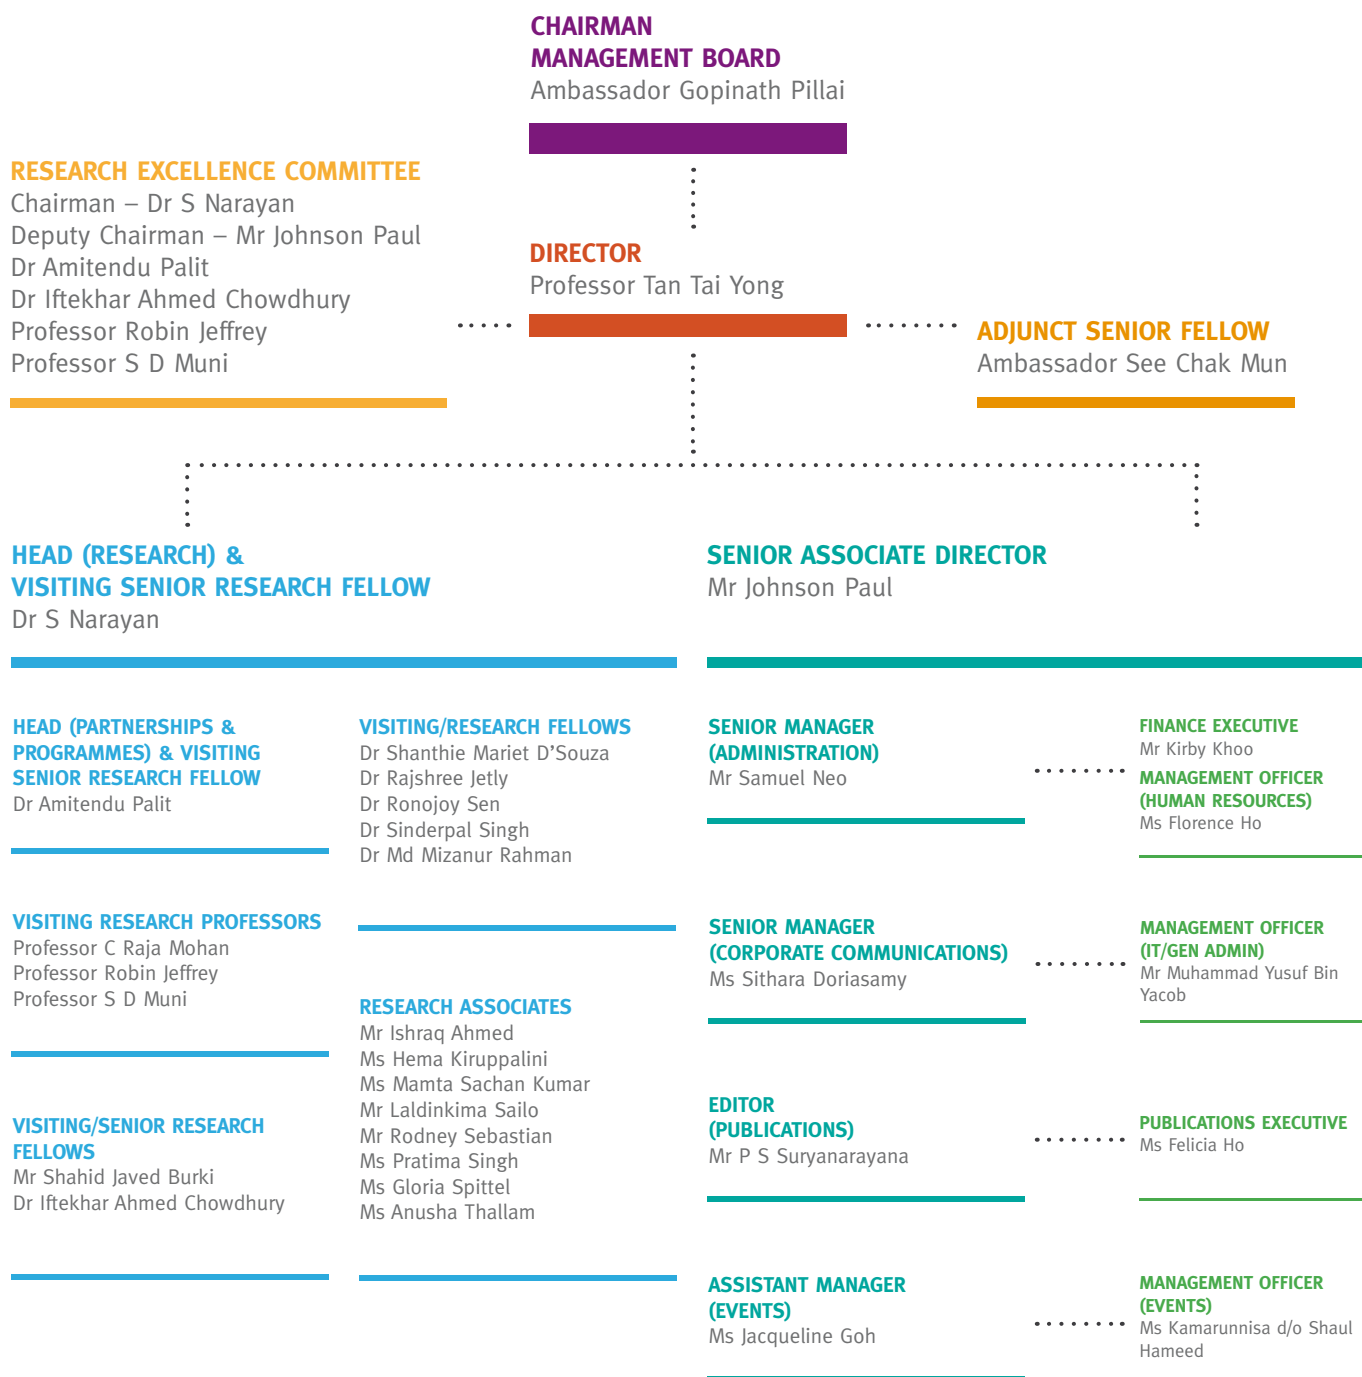 CHAIRMAN
MANAGEMENT BOARD
Ambassador Gopinath Pillai
RESEARCH EXCELLENCE COMMITTEE
Chairman – Dr S Narayan
Deputy Chairman – Mr Johnson Paul
Dr Amitendu Palit
Dr Iftekhar Ahmed Chowdhury
Professor Robin Jeffrey
Professor S D Muni
DIRECTOR
Professor Tan Tai Yong
ADJUNCT SENIOR FELLOW
Ambassador See Chak Mun
HEAD (RESEARCH) &
VISITING SENIOR RESEARCH FELLOW
Dr S Narayan
HEAD (PARTNERSHIPS &
PROGRAMMES) & VISITING
SENIOR RESEARCH FELLOW
Dr Amitendu Palit
VISITING RESEARCH PROFESSORS
Professor C Raja Mohan
Professor Robin Jeffrey
Professor S D Muni
VISITING/SENIOR RESEARCH
FELLOWS
Mr Shahid Javed Burki
Dr Iftekhar Ahmed Chowdhury
VISITING/RESEARCH FELLOWS
Dr Shanthie Mariet D’Souza
Dr Rajshree Jetly
Dr Ronojoy Sen
Dr Sinderpal Singh
Dr Md Mizanur Rahman
RESEARCH ASSOCIATES
Mr Ishraq Ahmed
Ms Hema Kiruppalini
Ms Mamta Sachan Kumar
Mr Laldinkima Sailo
Mr Rodney Sebastian
Ms Pratima Singh
Ms Gloria Spittel
Ms Anusha Thallam
SENIOR ASSOCIATE DIRECTOR
Mr Johnson Paul
SENIOR MANAGER
(ADMINISTRATION)
Mr Samuel Neo
FINANCE EXECUTIVE
Mr Kirby Khoo
MANAGEMENT OFFICER
(HUMAN RESOURCES)
Ms Florence Ho
SENIOR MANAGER
(CORPORATE COMMUNICATIONS)
Ms Sithara Doriasamy
MANAGEMENT OFFICER
(IT/GEN ADMIN)
Mr Muhammad Yusuf Bin
Yacob
EDITOR
(PUBLICATIONS)
Mr P S Suryanarayana
PUBLICATIONS EXECUTIVE
Ms Felicia Ho
ASSISTANT MANAGER
(EVENTS)
Ms Jacqueline Goh
MANAGEMENT OFFICER
(EVENTS)
Ms Kamarunnisa d/o Shaul
Hameed